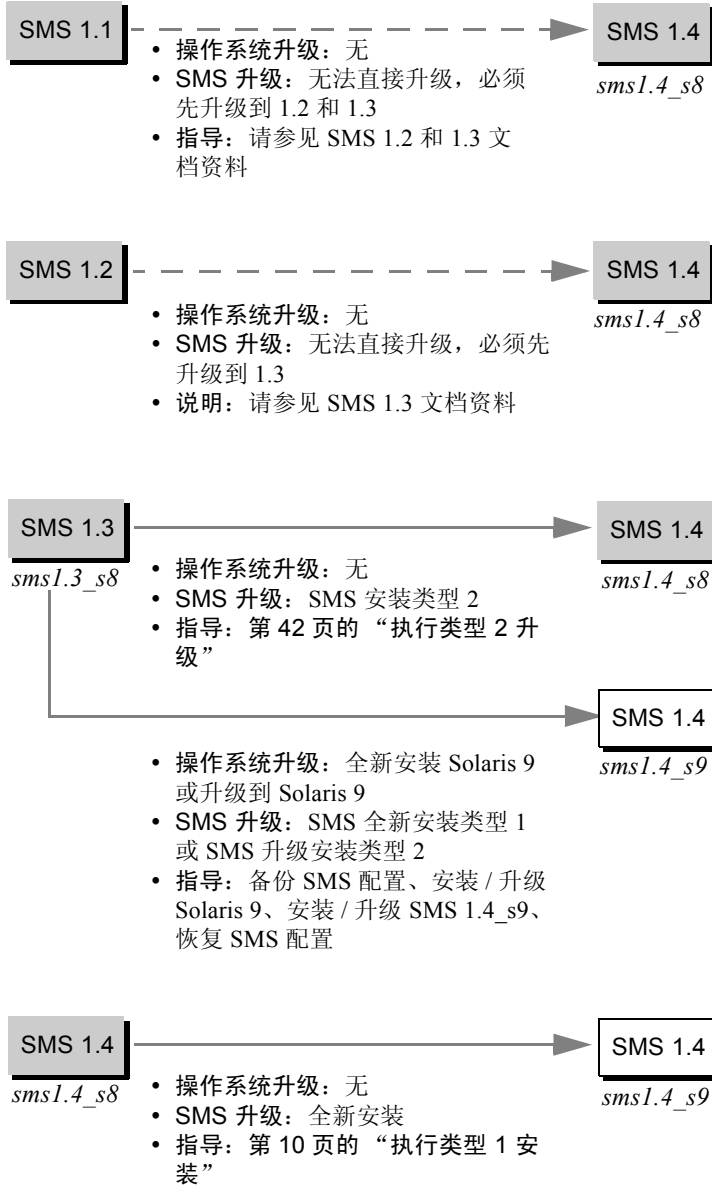 SMS 1.1
SMS 1.4
sms1.4_s8
• 操作系统升级：无
• SMS 升级：无法直接升级，必须
先升级到 1.2 和 1.3
• 指导：请参见 SMS 1.2 和 1.3 文
档资料
SMS 1.2
SMS 1.4
sms1.4_s8
• 操作系统升级：无
• SMS 升级：无法直接升级，必须先
升级到 1.3
• 说明：请参见 SMS 1.3 文档资料
SMS 1.3
sms1.3_s8
SMS 1.4
sms1.4_s8
• 操作系统升级：无
• SMS 升级：SMS 安装类型 2
• 指导：第 42 页的 “执行类型 2 升
级”
SMS 1.4
sms1.4_s9
• 操作系统升级：全新安装 Solaris 9
或升级到 Solaris 9
• SMS 升级：SMS 全新安装类型 1
或 SMS 升级安装类型 2
• 指导：备份 SMS 配置、安装 / 升级
Solaris 9、安装 / 升级 SMS 1.4_s9、
恢复 SMS 配置
SMS 1.4
sms1.4_s8
SMS 1.4
sms1.4_s9
• 操作系统升级：无
• SMS 升级：全新安装
• 指导：第 10 页的 “执行类型 1 安
装”